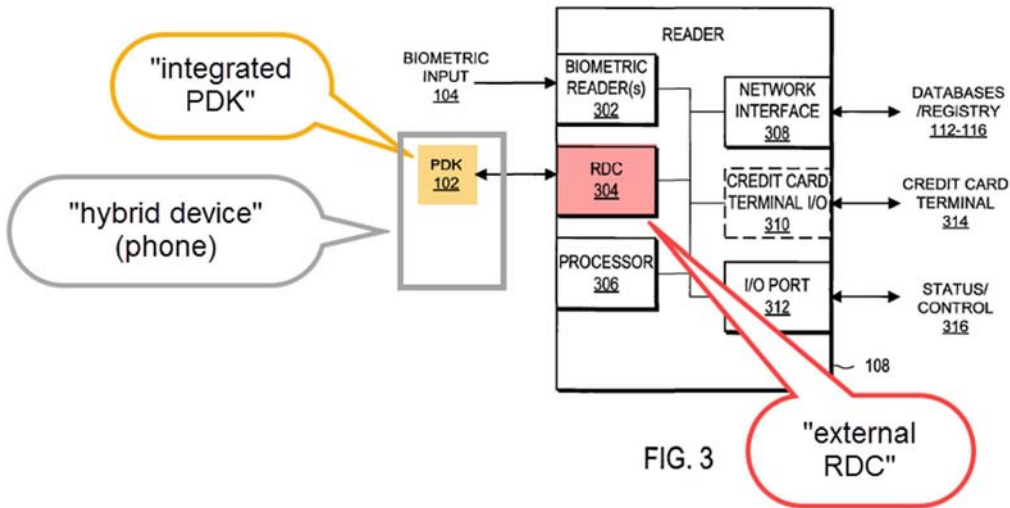 "integrated
PDK"
"hybrid device"
(phone)
BIOMETRIC
INPUT
104
PDK
102
READER
BIOMETRIC
READER(s)
302
RDC
304
PROCESSOR
306
NETWORK
INTERFACE
308
CREDIT CARD
TERMINAL I/O
310
I/O PORT
312
DATABASES
/REGISTRY
112-116
CREDIT CARD
TERMINAL
314
STATUS/
CONTROL
316
108
FIG. 3
"external
RDC"